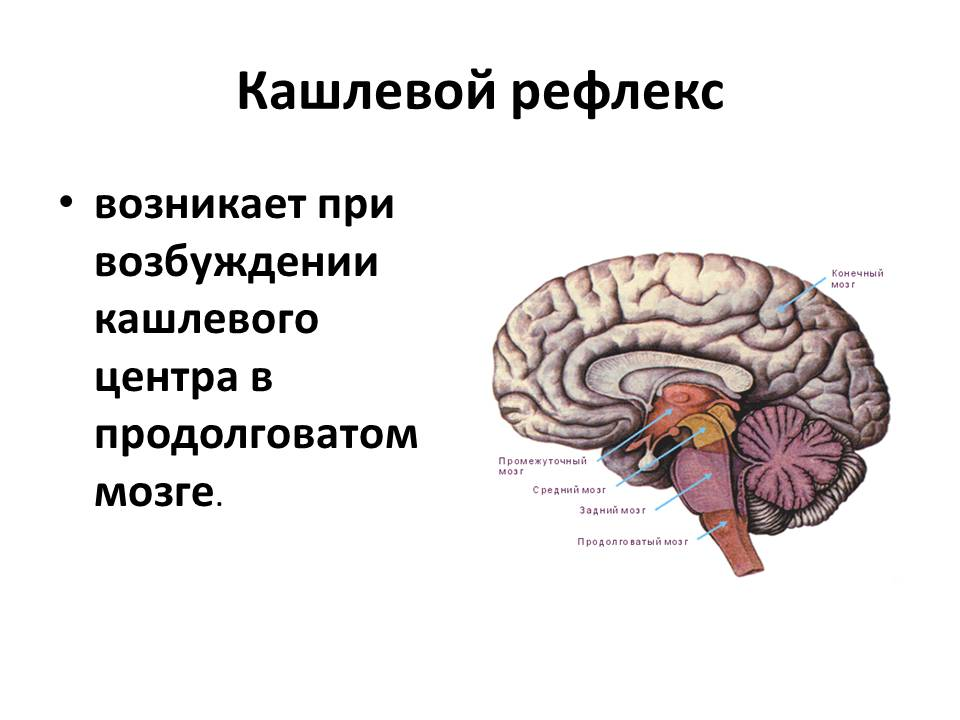 Кашлевой рефлекс
• возникает при
возбуждении
кашлевого
центра в
продолговатом
мозге.
Конечный
мозг
Промежуточный
мозг
Средний мозг
Задний мозг
Продолговатый мозг